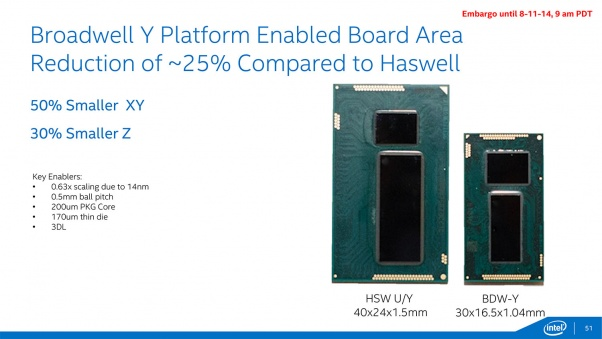 Embargo until 8-11-14, 9 am PDT
Broadwell Y Platform Enabled Board Area
Reduction of ~25% Compared to Haswell
50% Smaller XY
30% Smaller Z
Key Enablers:
• 0.63x scaling due to 14nm
• 0.5mm ball pitch
• 200um PKG Core
• 170um thin die
• 3DL
HSW U/Y
40x24x1.5mm
BDW-Y
30x16.5x1.04mm
intel
51